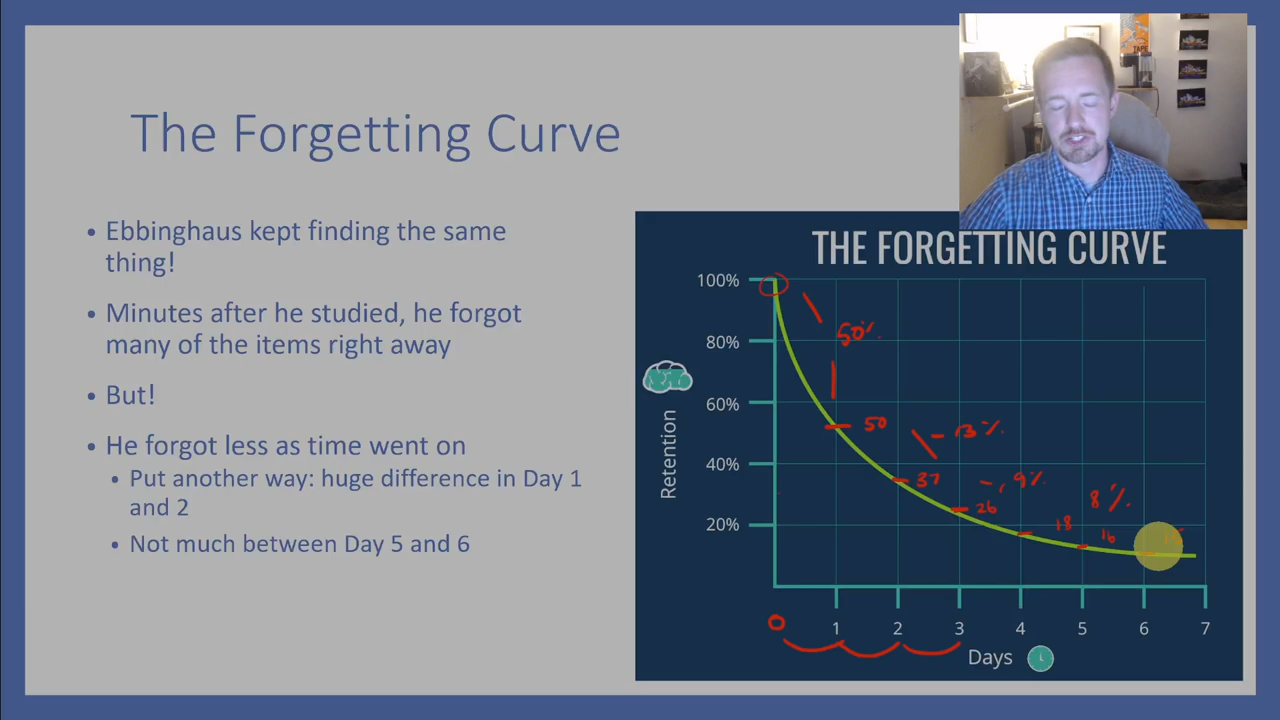 The Forgetting Curve
• Ebbinghaus kept finding the same
thing!
• Minutes after he studied, he forgot
many of the items right away
• But!
• He forgot less as time went on
• Put another way: huge difference in Day 1
and 2
• Not much between Day 5 and 6
TAPE
THE FORGETTING CURVE
100%
80%
60%
40%
20%
Retention
50%
50
13%
37
9%
26
8%
18
16
0
1
2
3
4
5
6
7
Days